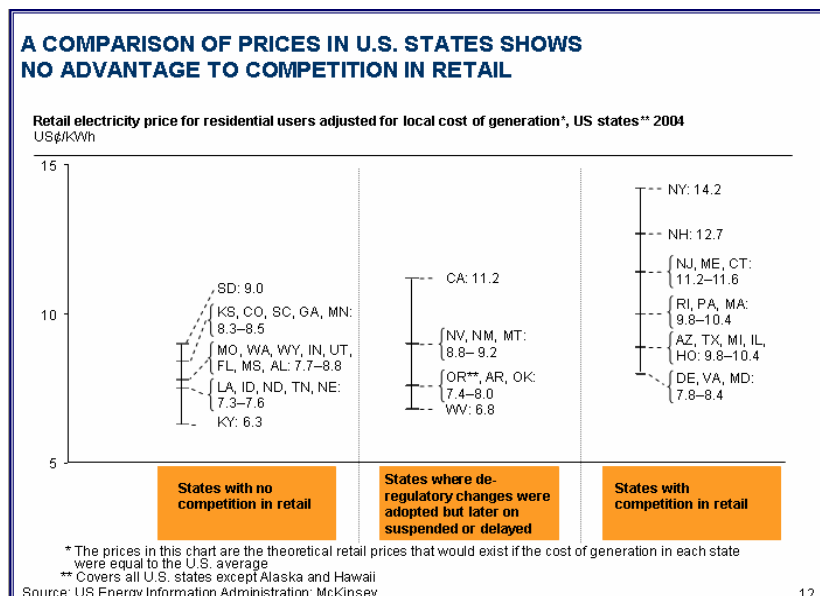 A COMPARISON OF PRICES IN U.S. STATES SHOWS
NO ADVANTAGE TO COMPETITION IN RETAIL
Retail electricity price for residential users adjusted for local cost of generation*, US states** 2004
US¢/KWh
15
10
5
SD: 9.0
KS, CO, SC, GA, MN:
8.3–8.5
MO, WA, WY, IN, UT,
FL, MS, AL: 7.7–8.8
LA, ID, ND, TN, NE:
7.3–7.6
KY: 6.3
CA: 11.2
NV, NM, MT:
8.8– 9.2
OR**, AR, OK:
7.4–8.0
WV: 6.8
NY: 14.2
NH: 12.7
NJ, ME, CT:
11.2–11.6
RI, PA, MA:
9.8–10.4
AZ, TX, MI, IL,
HO: 9.8–10.4
DE, VA, MD:
7.8–8.4
States with no
competition in retail
States where de-
regulatory changes were
adopted but later on
suspended or delayed
States with
competition in retail
* The prices in this chart are the theoretical retail prices that would exist if the cost of generation in each state
were equal to the U.S. average
** Covers all U.S. states except Alaska and Hawaii
Source: US Energy Information Administration; McKinsey
12